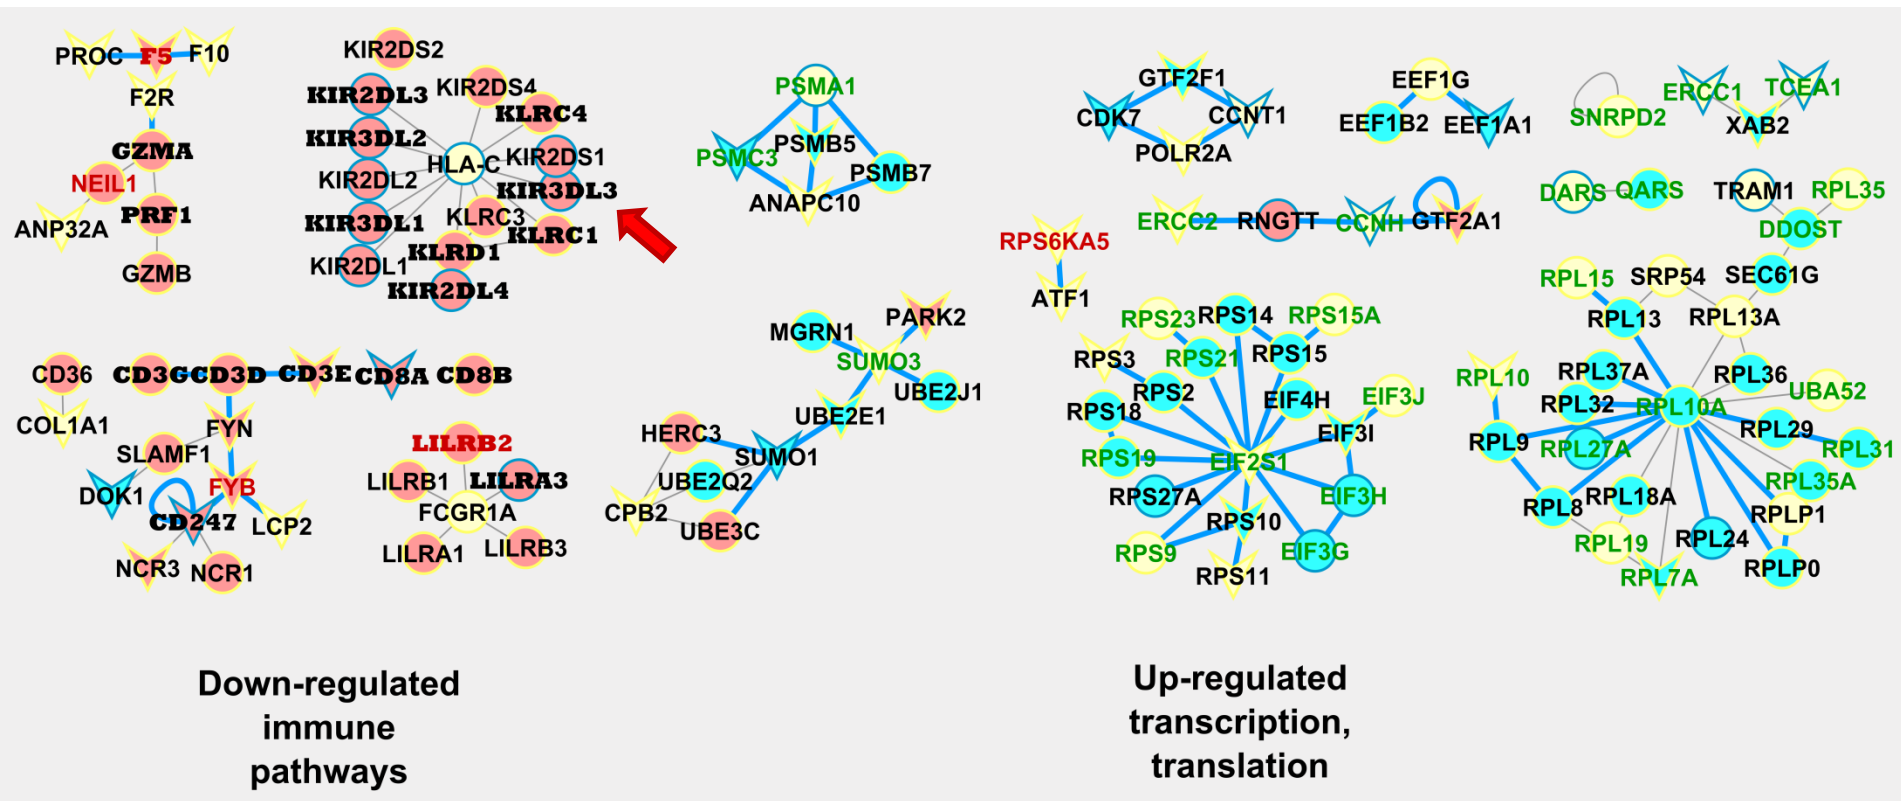 PROC
F5
F10
F2R
GZMA
NEIL1
PRF1
ANP32A
GZMB
KIR2DS2
KIR2DL3
KIR2DS4
KLRC4
KIR3DL2
HLA-C
KIR2DS1
KIR2DL2
KIR3DL3
KIR3DL1
KLRC3
KLRC1
KIR2DL1
KLRD1
KIR2DL4
PSMA1
PSMC3
PSMB5
PSMB7
ANAPC10
CD36
COL1A1
CD3G
CD3D
CD3E
CD8A
CD8B
FYN
SLAMF1
DOK1
FYB
CD247
LCP2
NCR3
NCR1
LILRB2
LILRB1
LILRA3
FCGR1A
LILRA1
LILRB3
MGRN1
PARK2
SUMO3
UBE2J1
UBE2E1
HERC3
SUMO1
UBE2Q2
CPB2
UBE3C
GTF2F1
CDK7
CCNT1
POLR2A
EEF1G
EEF1B2
EEF1A1
SNRPD2
ERCC1
TCEA1
XAB2
ERCC2
RNGTT
CCNH
GTF2A1
DARS
QARS
TRAM1
RPL35
DDOST
SEC61G
RPS6KA5
ATF1
RPS23
RPS14
RPS15A
RPS3
RPS21
RPS15
RPS2
EIF4H
EIF3J
RPS18
EIF3I
RPS19
EIF2S1
RPS27A
EIF3H
RPS10
RPS9
EIF3G
RPS11
RPL15
SRP54
RPL13
RPL13A
RPL10
RPL37A
RPL36
UBA52
RPL32
RPL10A
RPL9
RPL29
RPL27A
RPL31
RPL8
RPL18A
RPL35A
RPLP1
RPL19
RPL24
RPL7A
RPLP0
Down-regulated
immune
pathways
Up-regulated
transcription,
translation